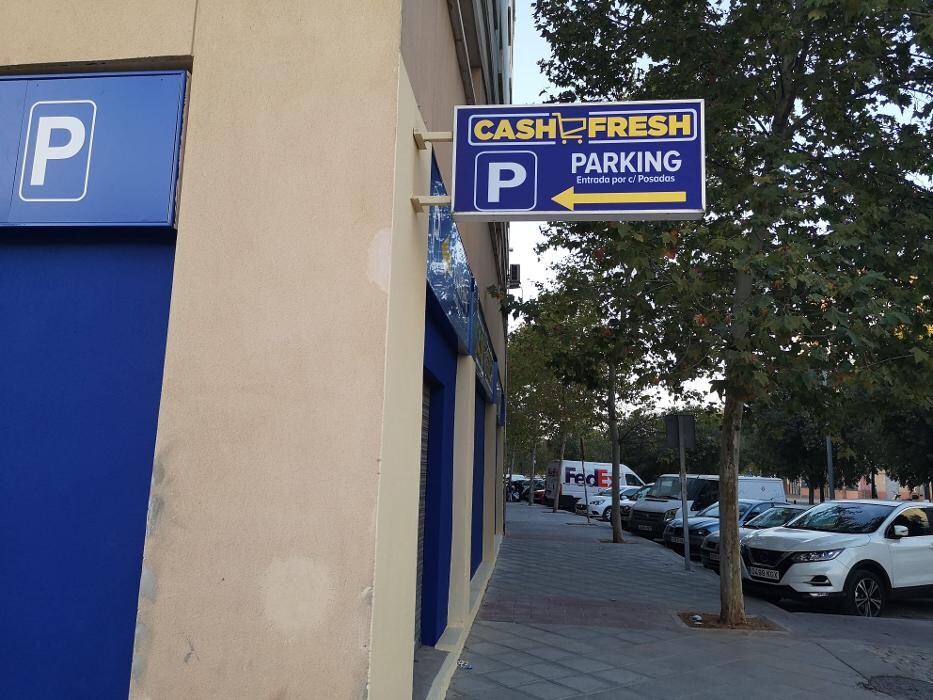 P
CASH FRESH
P
PARKING
Entrada por c/ Posadas
FedEx